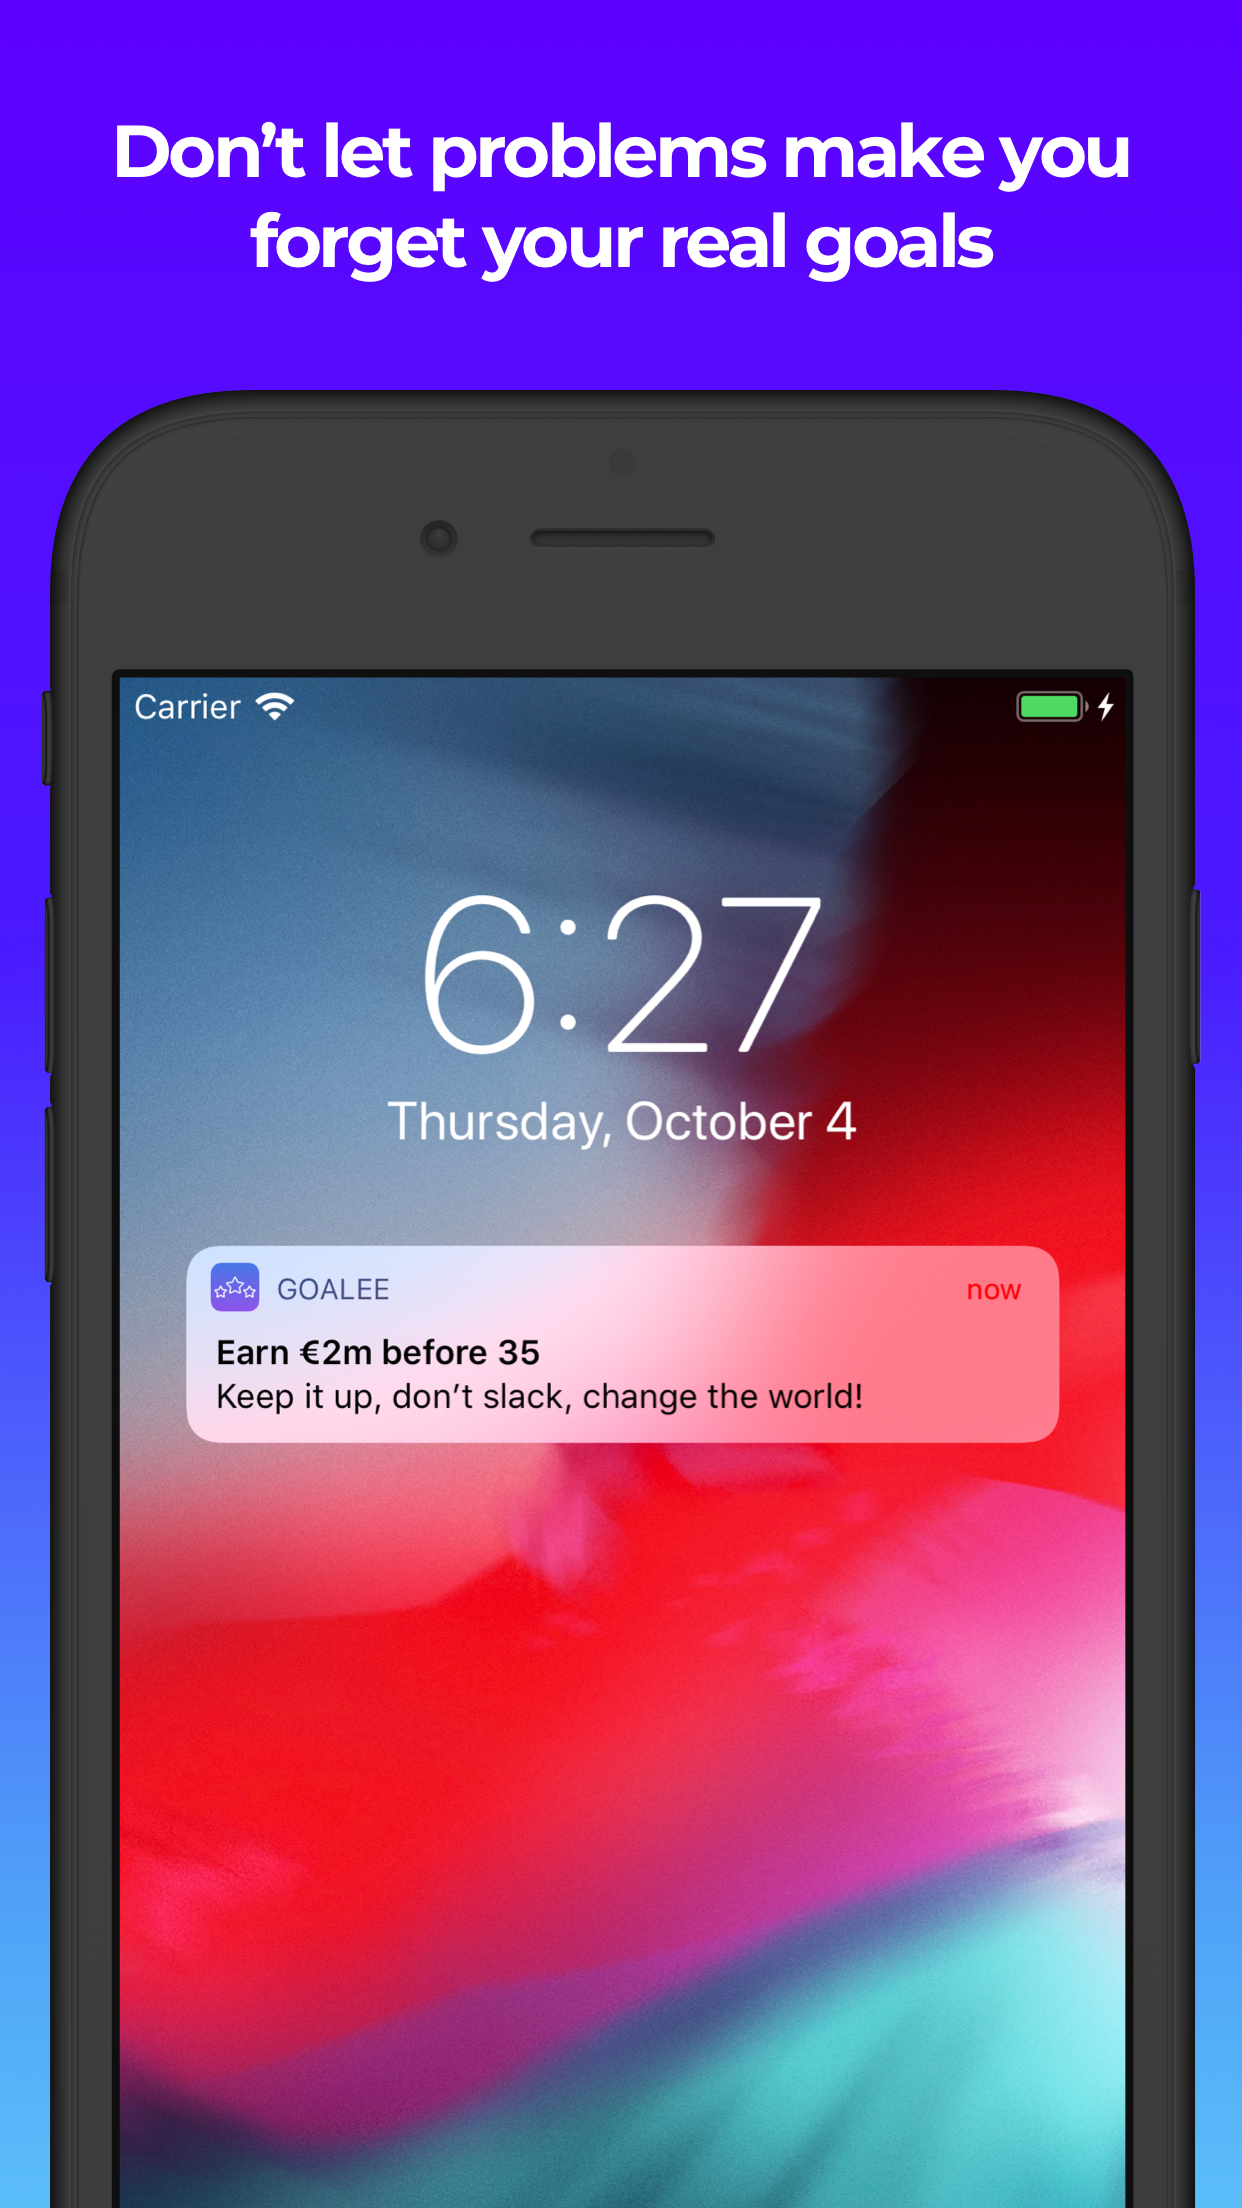 Don’t let problems make you
forget your real goals
Carrier
6:27
Thursday, October 4
GOALEE now
Earn €2m before 35
Keep it up, don’t slack, change the world!